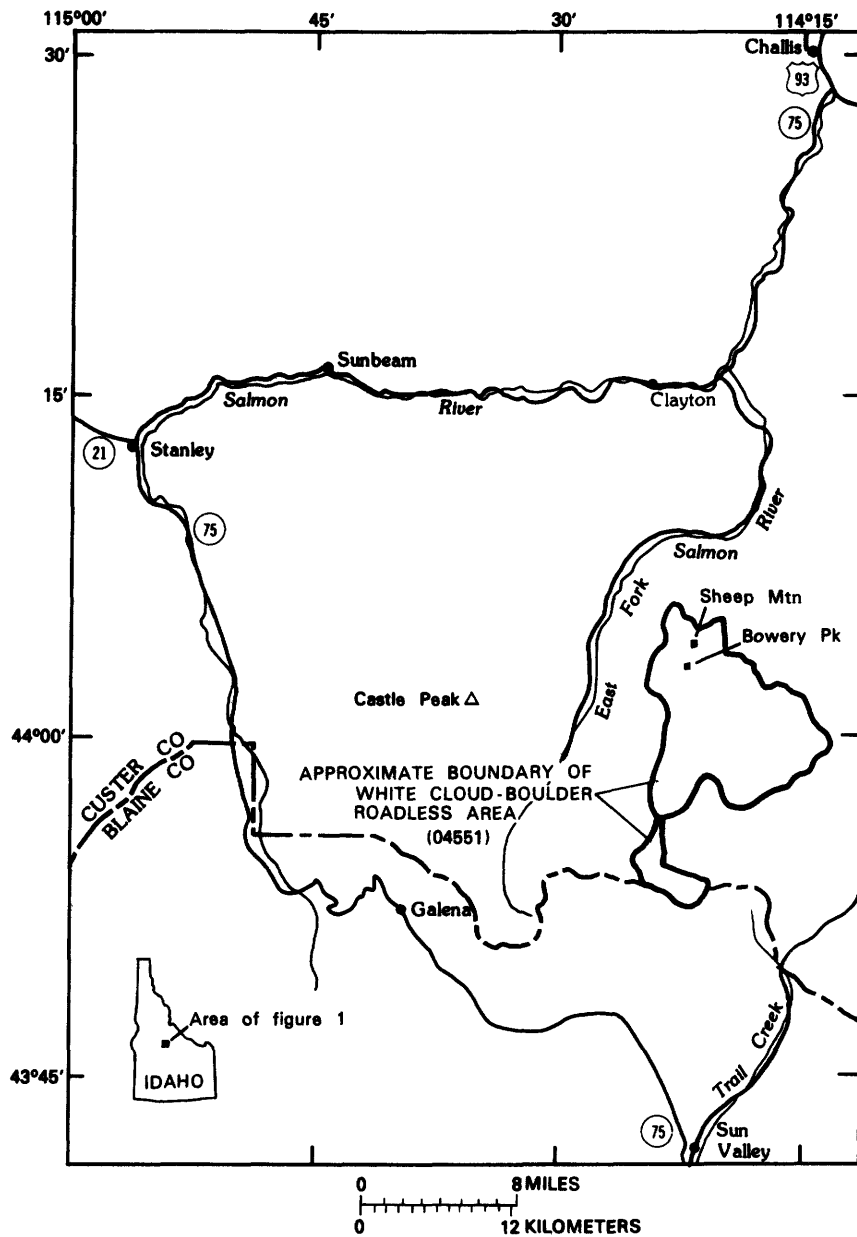 115°00′ 45′ 30′ 114°15′
30′
Challis
93
75
Sunbeam
15′
Salmon River
Clayton
21
Stanley
75
East Fork Salmon River
Sheep Mtn
Bowery Pk
Castle Peak
44°00′
CUSTER CO
BLAINE CO
APPROXIMATE BOUNDARY OF
WHITE CLOUD-BOULDER
ROADLESS AREA
(04551)
Galena
Area of figure 1
IDAHO
43°45′
Trail Creek
75
Sun
Valley
0 8 MILES
0 12 KILOMETERS